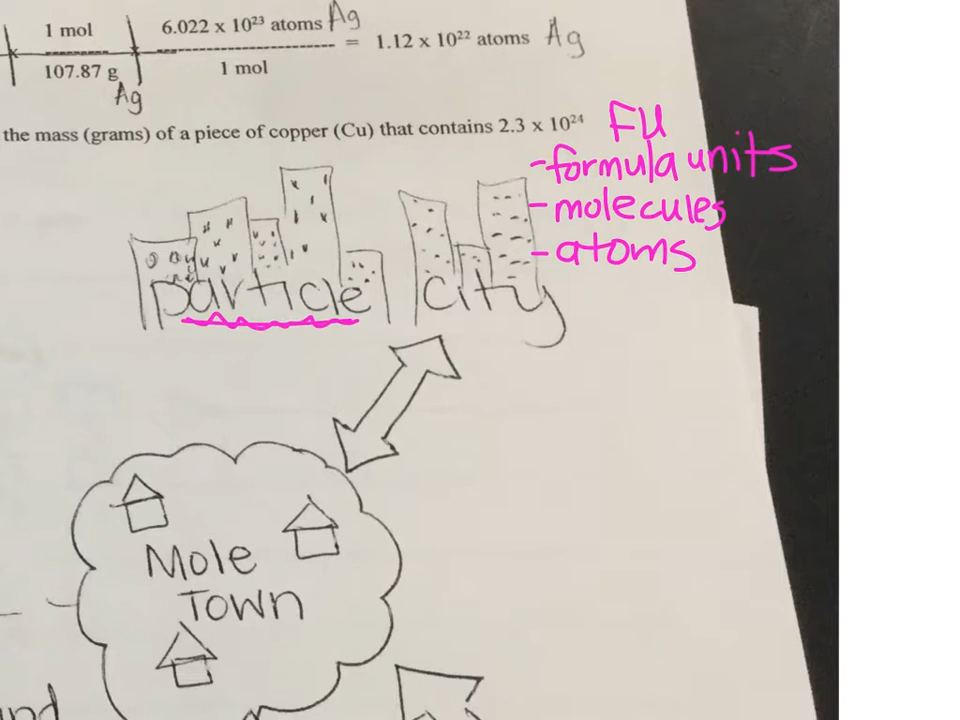 1 mol 6.022 x 10²³ atoms Ag
= 1.12 x 10²² atoms Ag
107.87 g 1 mol
Ag
the mass (grams) of a piece of copper (Cu) that contains 2.3 x 10²⁴
FU
-formula units
-molecules
-atoms
particle city
Mole
Town